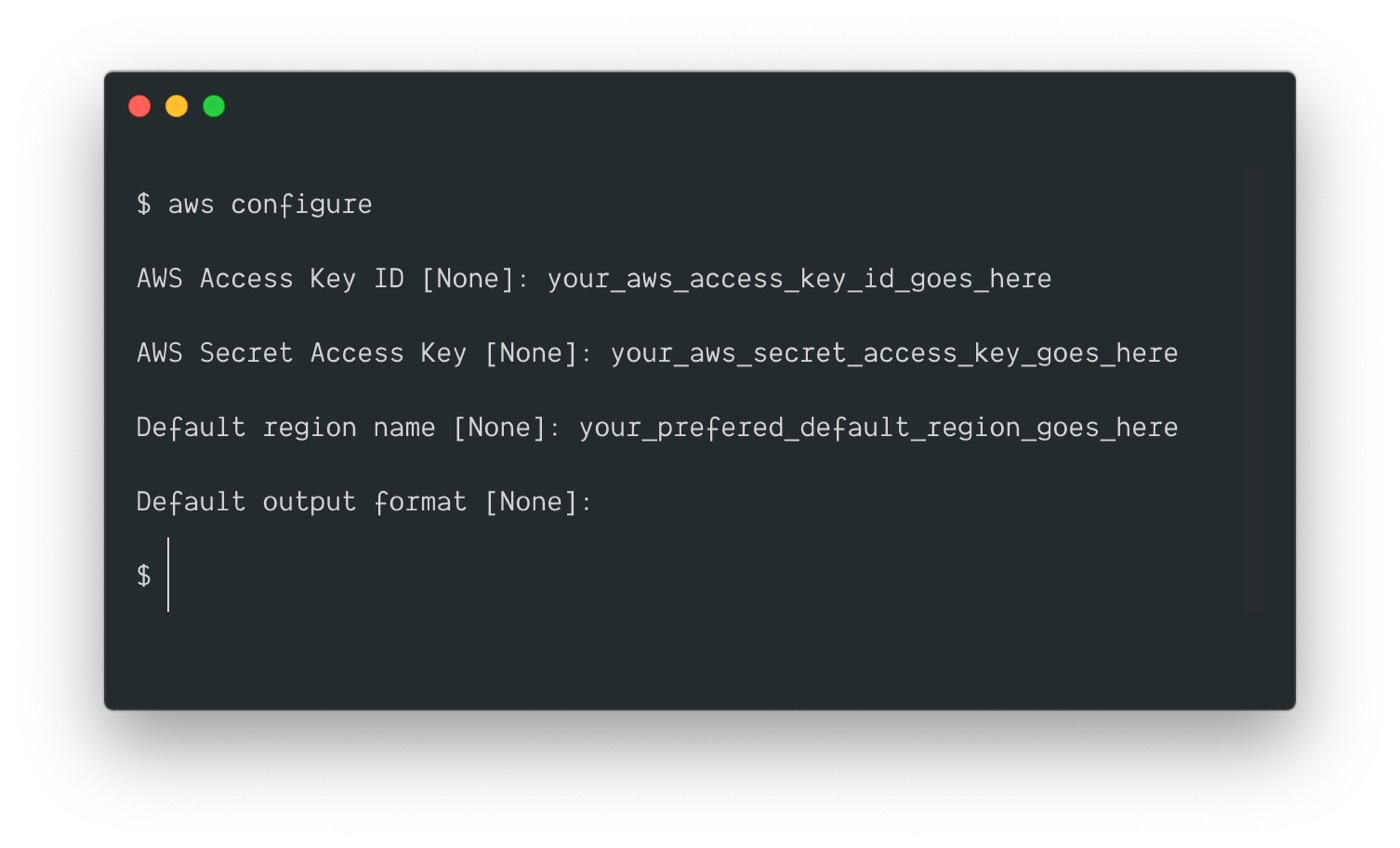 $ aws configure
AWS Access Key ID [None]: your_aws_access_key_id_goes_here
AWS Secret Access Key [None]: your_aws_secret_access_key_goes_here
Default region name [None]: your_prefered_default_region_goes_here
Default output format [None]:
$